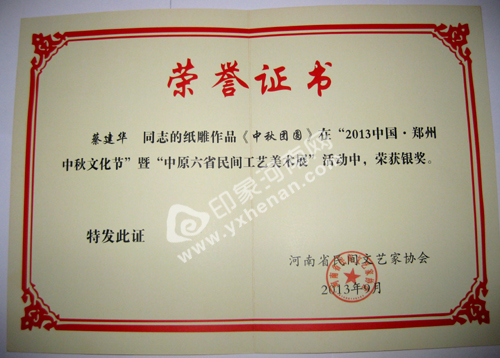 荣誉证书
蔡建华 同志的纸雕作品《中秋团圆》在“2013中国·郑州
中秋文化节”暨“中原六省民间工艺美术展”活动中，荣获银奖。
印象河南网
www.yxhenan.com
特发此证
河南省民间文艺家协会
2013年9月